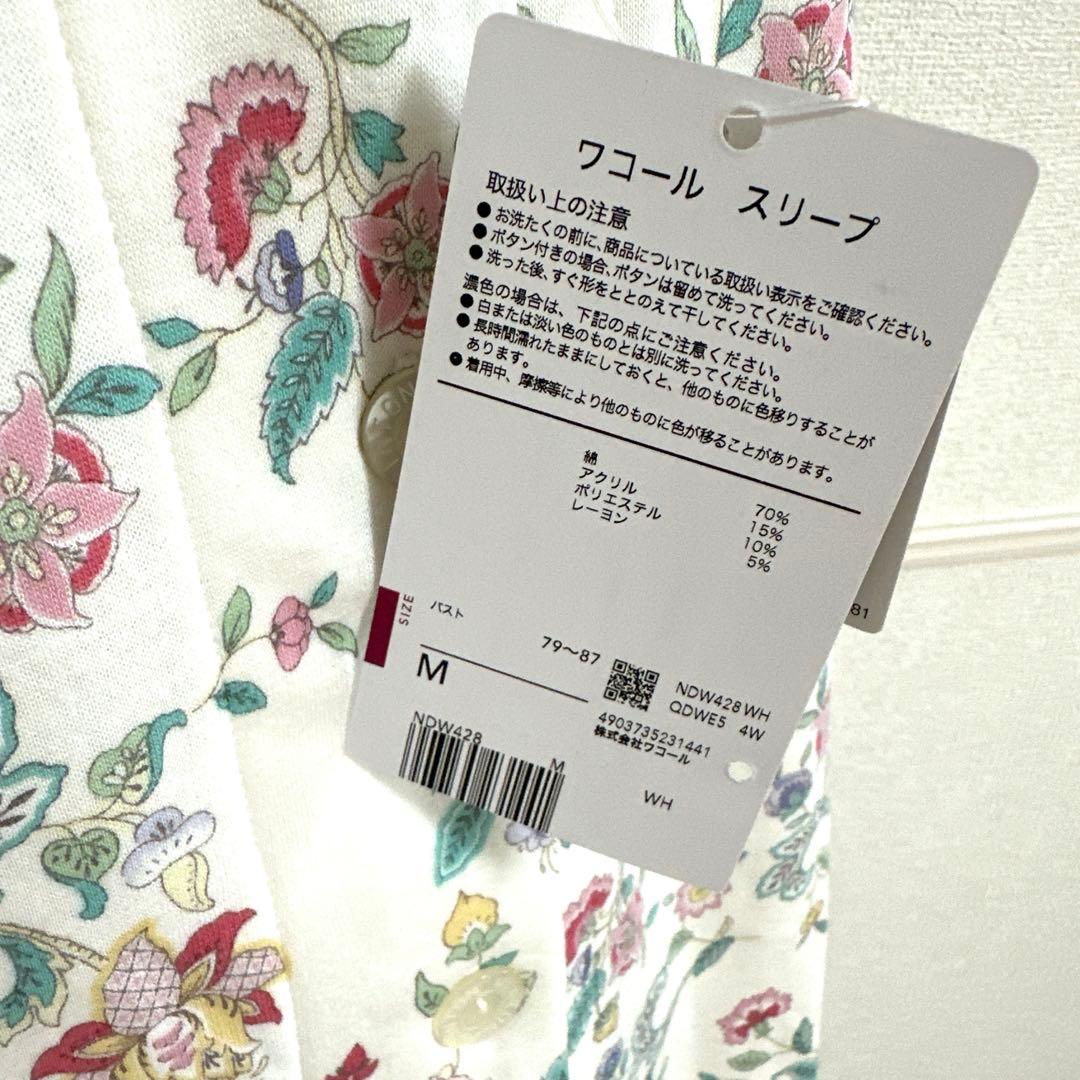 ワコール スリープ
取扱い上の注意
●お洗たくの前に、商品についている取扱い表示をご確認ください。
●ボタン付きの場合、ボタンは留めて洗ってください。
●洗った後、すぐ形をととのえて干してください。
濃色の場合は、下記の点にご注意ください。
●白または淡い色のものとは別に洗ってください。
●長時間濡れたままにしておくと、他のものに色移りすることが
あります。
●着用中、摩擦等により他のものに色が移ることがあります。
綿 70%
アクリル 15%
ポリエステル 10%
レーヨン 5%
SIZE
バスト
79〜87
M
NDW428WH
QDWE5 4W
4903735231441
株式会社ワコール
NDW428
M
WH
81